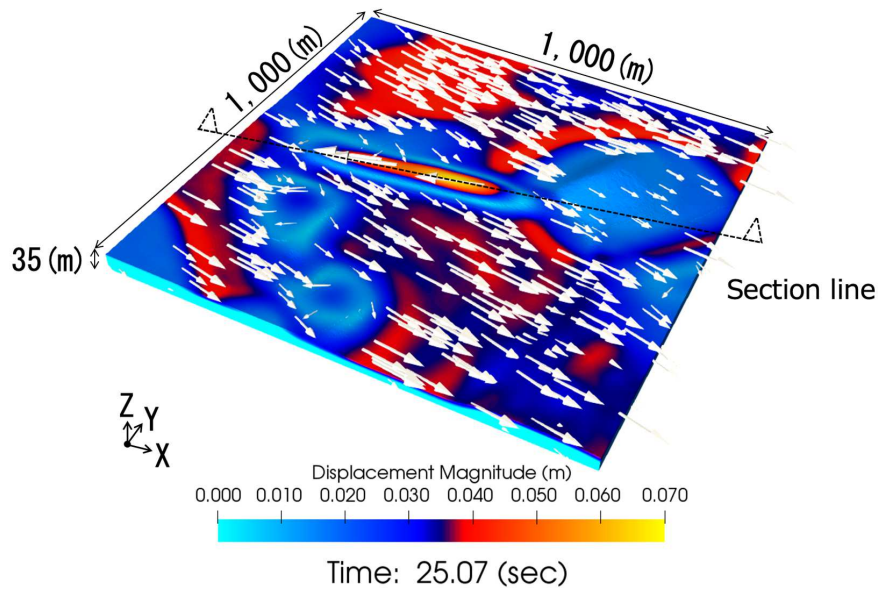 1,000(m)
1,000(m)
35(m)
Section line
Z
Y
X
Displacement Magnitude (m)
0.000 0.010 0.020 0.030 0.040 0.050 0.060 0.070
Time: 25.07 (sec)